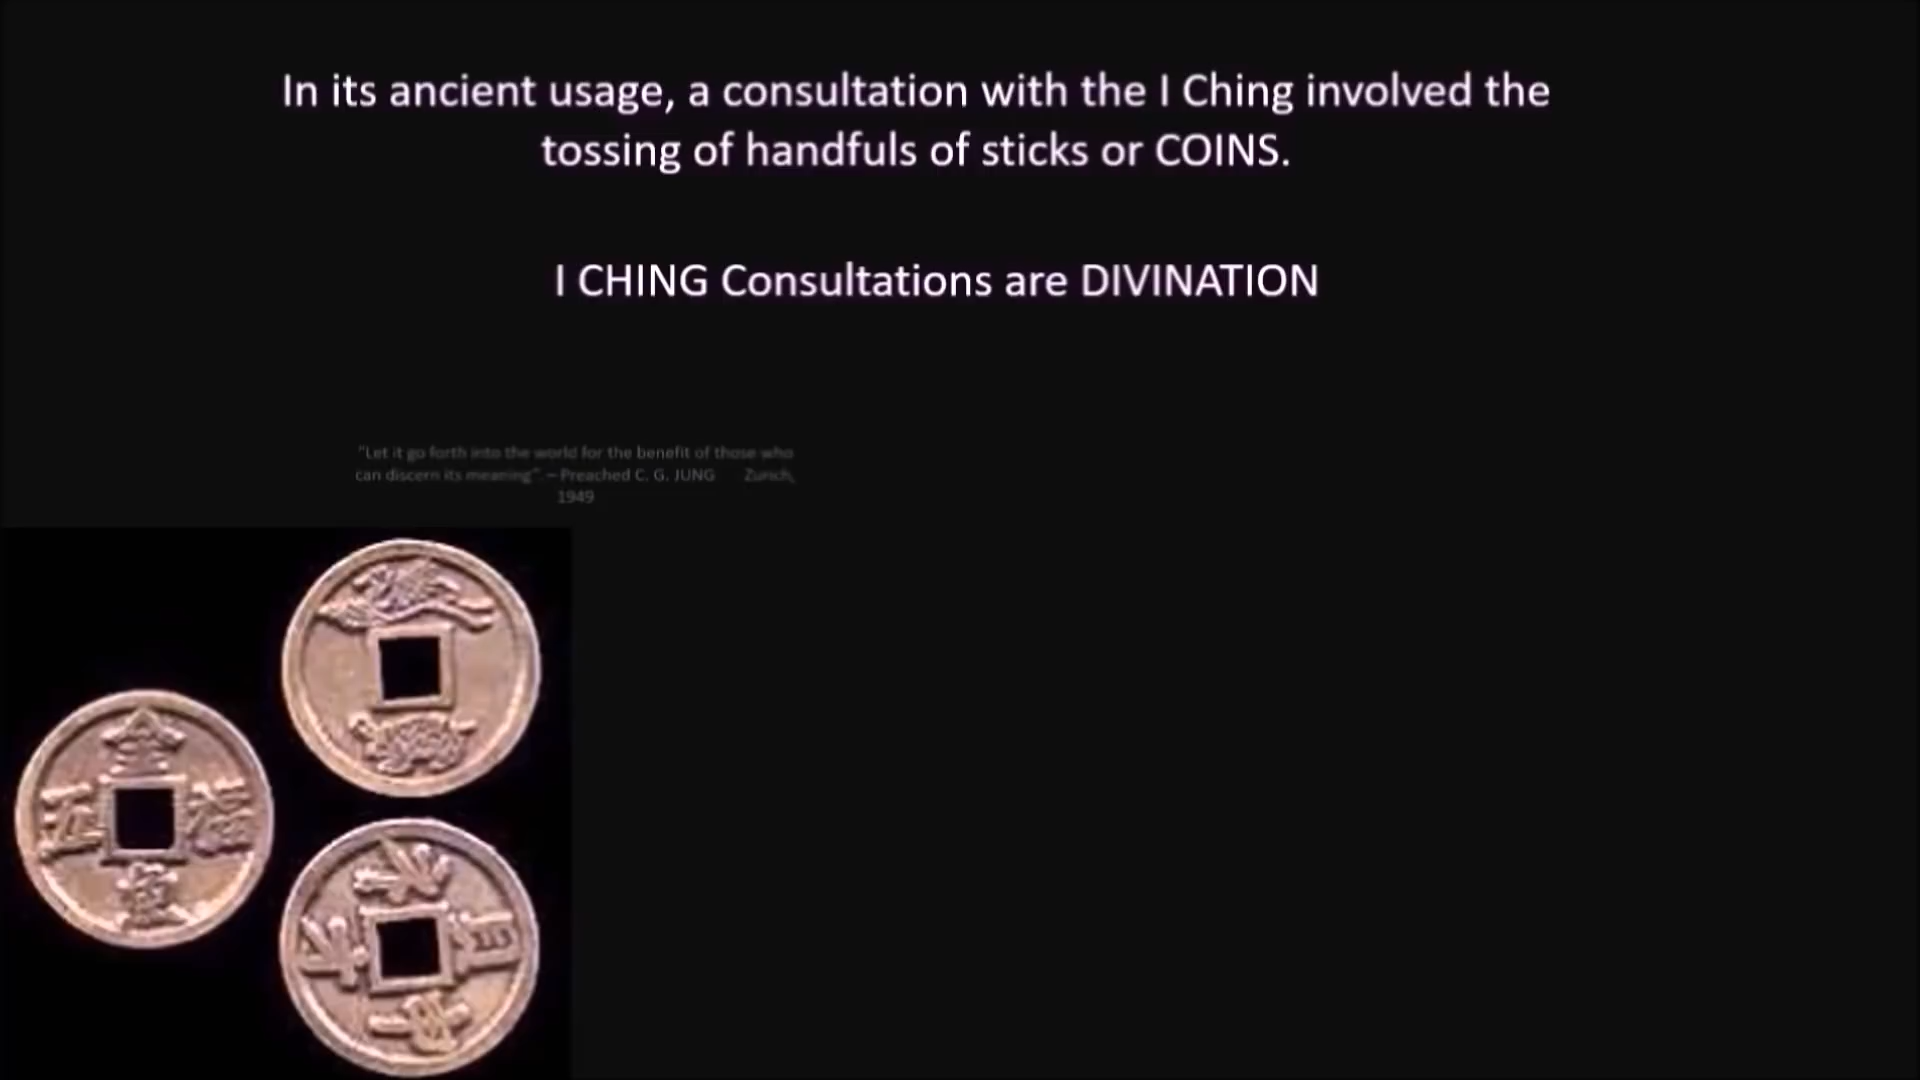 In its ancient usage, a consultation with the I Ching involved the
tossing of handfuls of sticks or COINS.
I CHING Consultations are DIVINATION
"Let it go forth into the world for the benefit of those who
can discern its meaning". – Preached C. G. JUNG Zurich,
1949
五